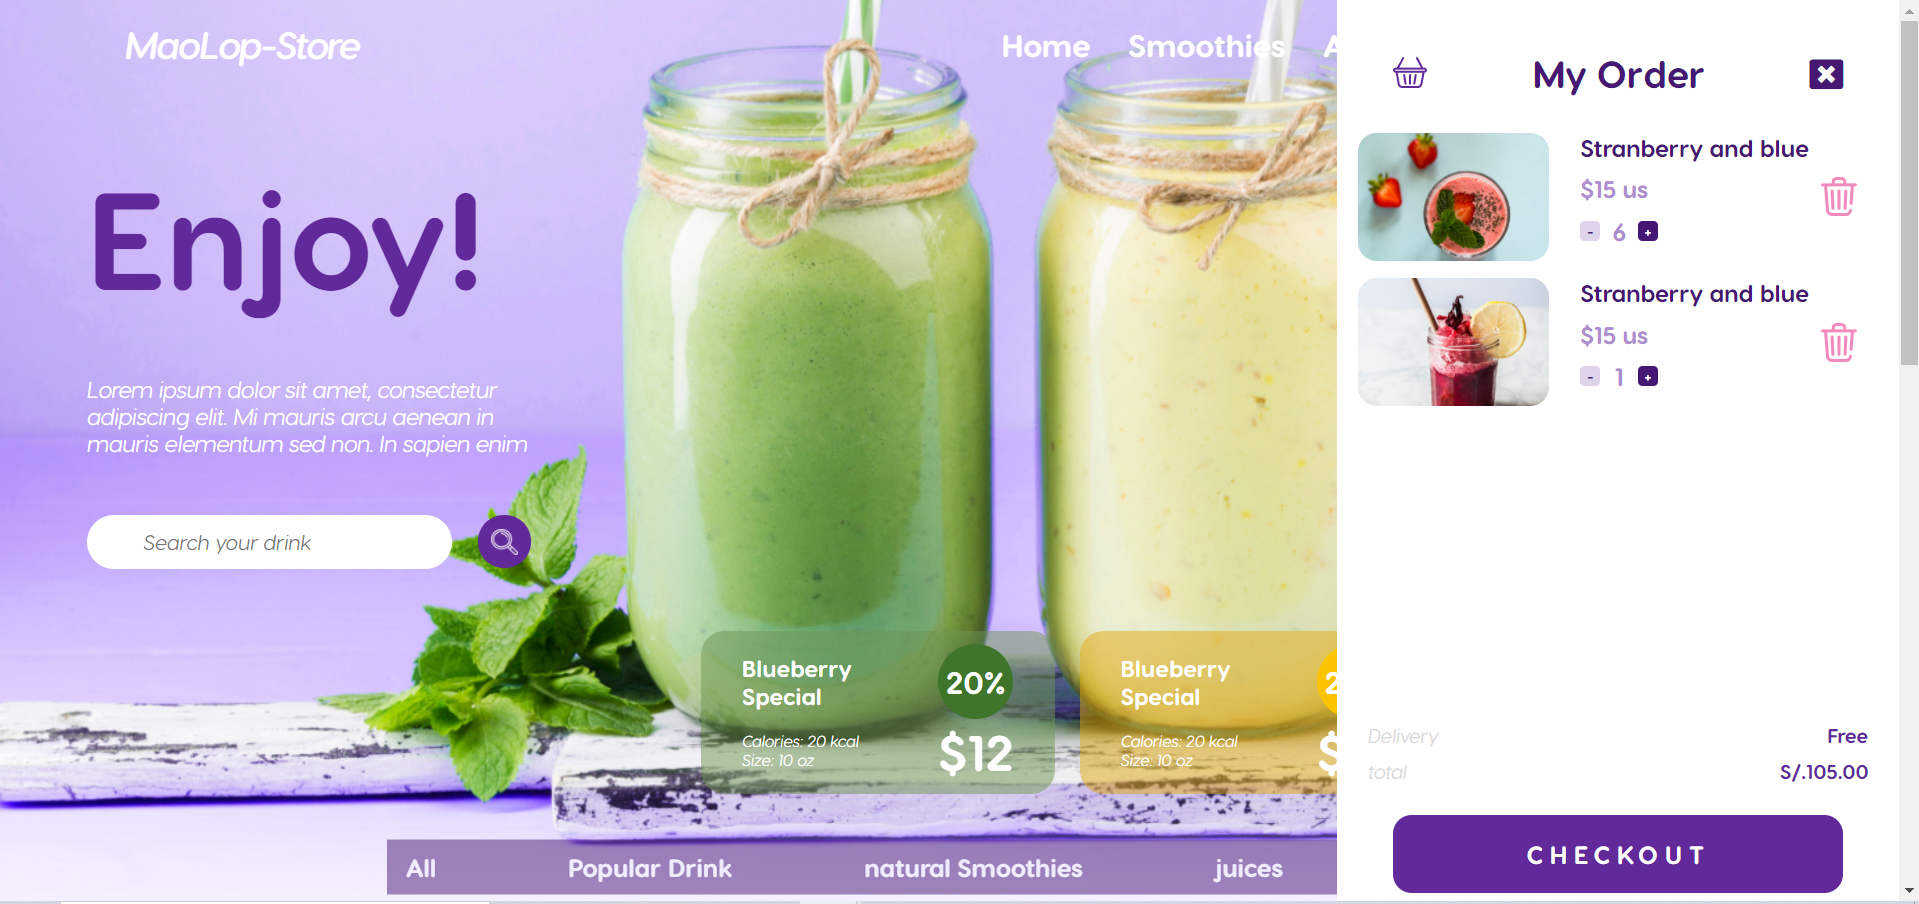 MaoLop-Store
Home Smoothies A
Enjoy!
Lorem ipsum dolor sit amet, consectetur
adipiscing elit. Mi mauris arcu aenean in
mauris elementum sed non. In sapien enim
Search your drink
Blueberry
Special
20%
Calories: 20 kcal
Size: 10 oz
$12
Blueberry
Special
2
Calories: 20 kcal
Size: 10 oz
$
All Popular Drink natural Smoothies juices
My Order
Stranberry and blue
$15 us
- 6 +
Stranberry and blue
$15 us
- 1 +
Delivery Free
total S/.105.00
CHECKOUT